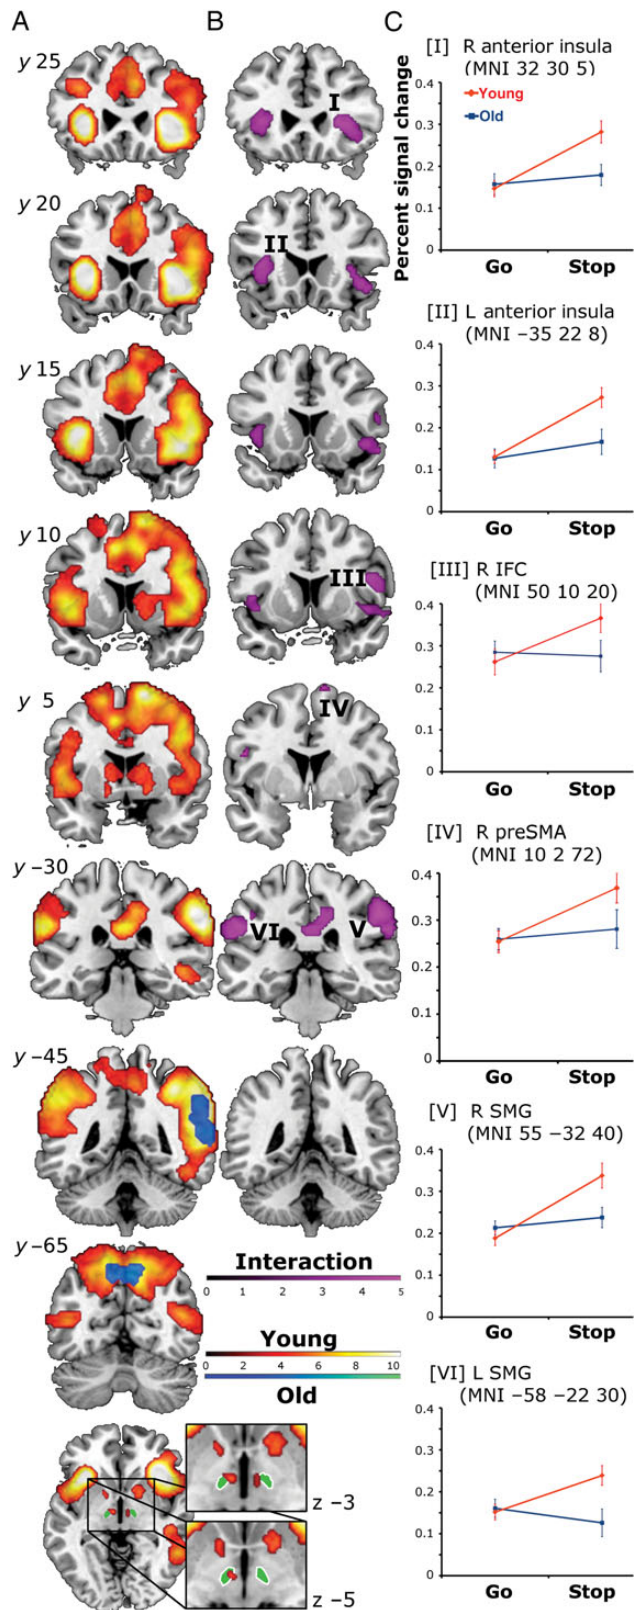 A
B
C
y 25
y 20
y 15
y 10
y 5
y –30
y –45
y –65
I
II
III
IV
VI
V
Interaction
0 1 2 3 4 5
Young
0 2 4 6 8 10
Old
z –3
z –5
Percent signal change
[I] R anterior insula
(MNI 32 30 5)
0.4
0.3
0.2
0.1
0
Young
Old
Go Stop
[II] L anterior insula
(MNI –35 22 8)
0.4
0.3
0.2
0.1
0
Go Stop
[III] R IFC
(MNI 50 10 20)
0.4
0.3
0.2
0.1
0
Go Stop
[IV] R preSMA
(MNI 10 2 72)
0.4
0.3
0.2
0.1
0
Go Stop
[V] R SMG
(MNI 55 –32 40)
0.4
0.3
0.2
0.1
0
Go Stop
[VI] L SMG
(MNI –58 –22 30)
0.4
0.3
0.2
0.1
0
Go Stop